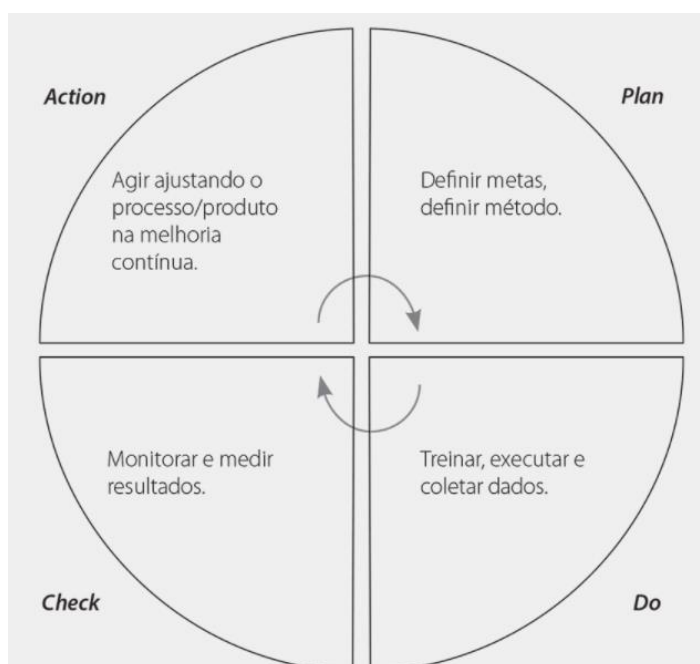 Action
Plan
Agir ajustando o
processo/produto
na melhoria
contínua.
Definir metas,
definir método.
Monitorar e medir
resultados.
Treinar, executar e
coletar dados.
Check
Do